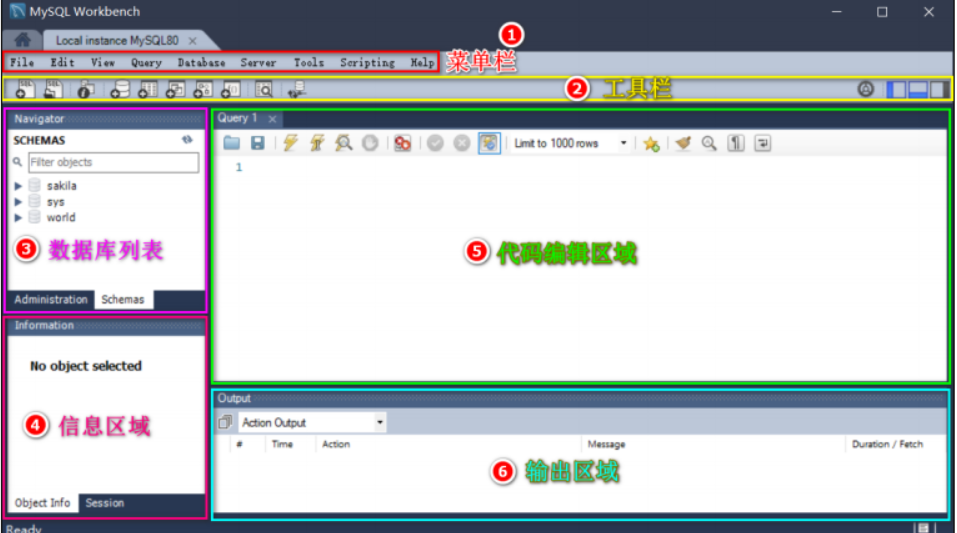 MySQL Workbench
Local instance MySQL80 ×
1
File Edit View Query Database Server Tools Scripting Help 菜单栏
2 工具栏
Navigator
SCHEMAS
Filter objects
sakila
sys
world
3 数据库列表
Administration Schemas
Information
No object selected
4 信息区域
Object Info Session
Query 1 ×
Limit to 1000 rows
1
5 代码编辑区域
Output
Action Output
# Time Action Message Duration / Fetch
6 输出区域
Ready